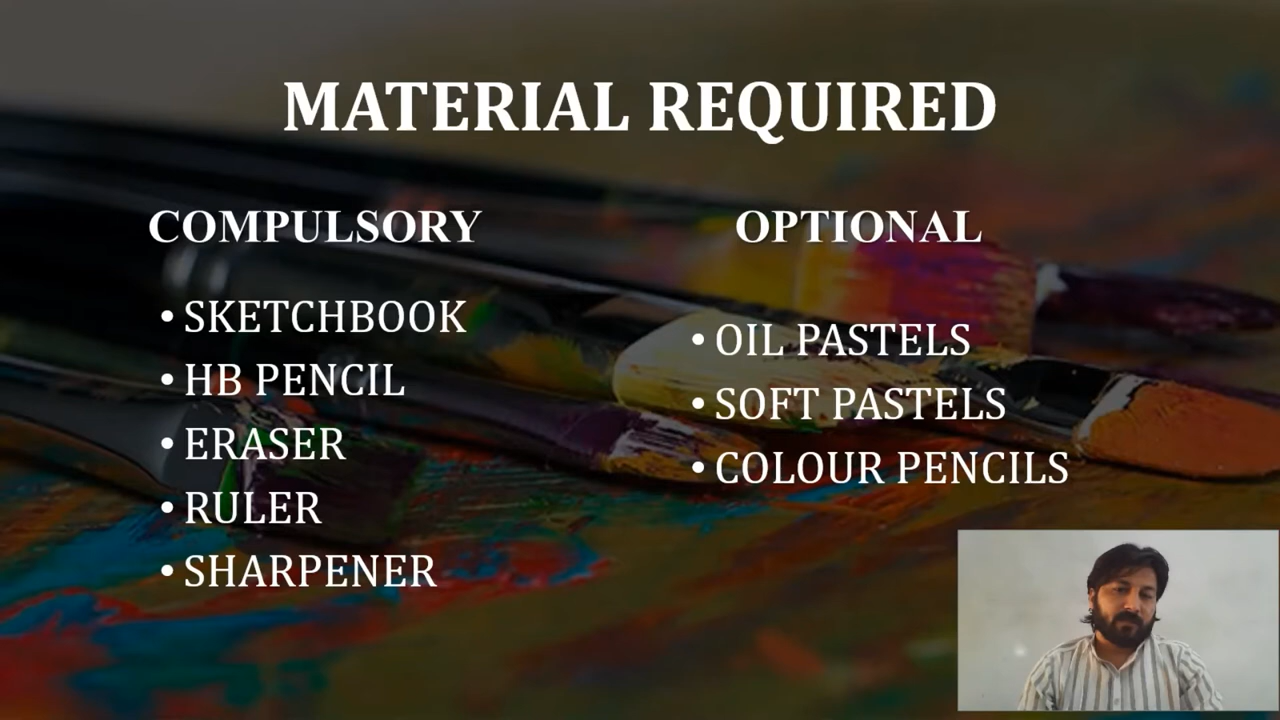 MATERIAL REQUIRED
COMPULSORY
• SKETCHBOOK
• HB PENCIL
• ERASER
• RULER
• SHARPENER
OPTIONAL
• OIL PASTELS
• SOFT PASTELS
• COLOUR PENCILS